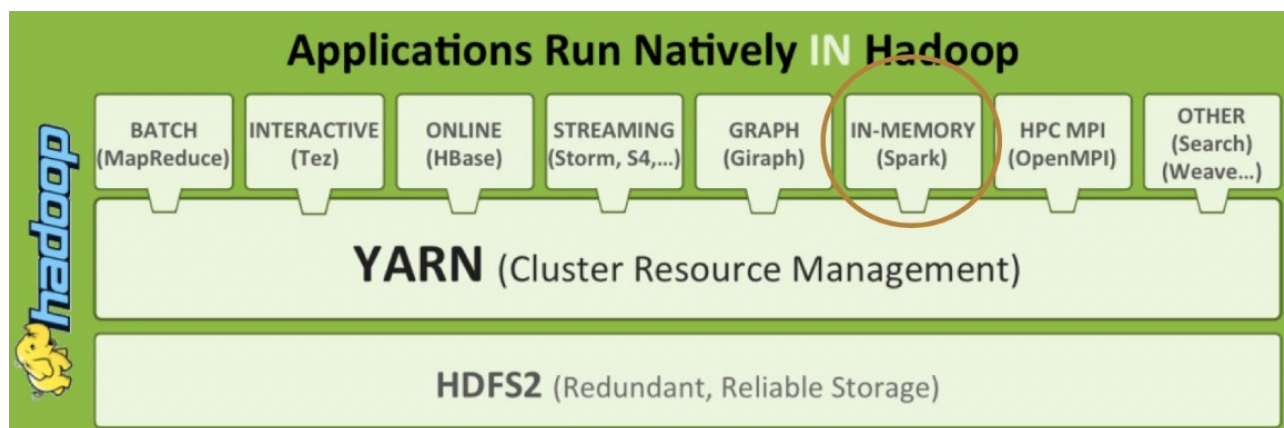 Applications Run Natively IN Hadoop
hadoop
BATCH
(MapReduce)
INTERACTIVE
(Tez)
ONLINE
(HBase)
STREAMING
(Storm, S4,...)
GRAPH
(Giraph)
IN-MEMORY
(Spark)
HPC MPI
(OpenMPI)
OTHER
(Search)
(Weave...)
YARN (Cluster Resource Management)
HDFS2 (Redundant, Reliable Storage)